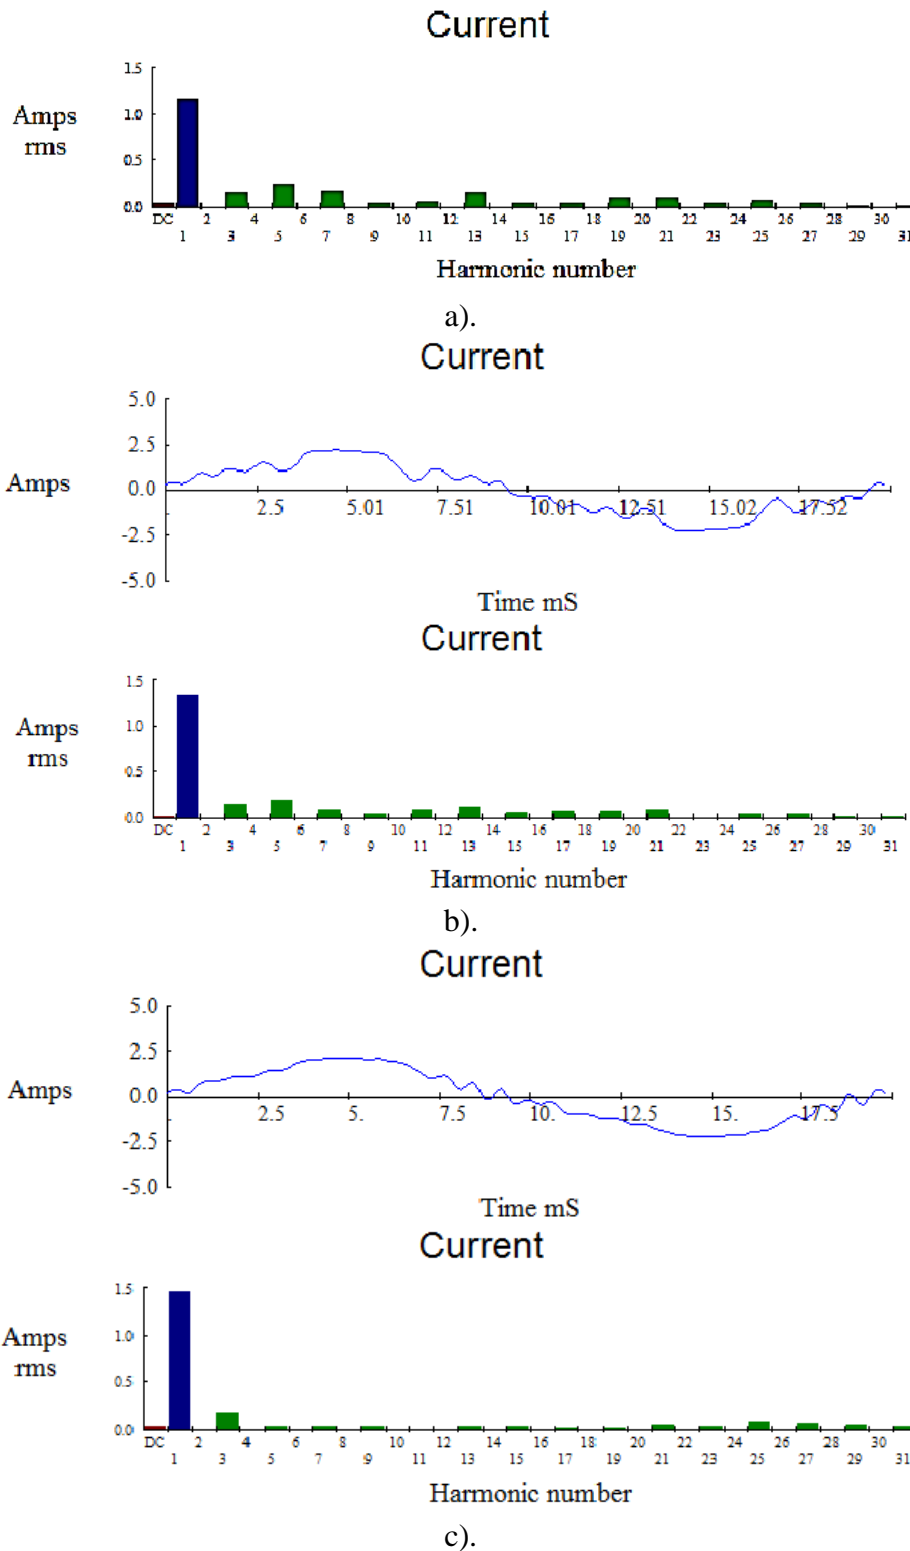 Current
1.5
Amps
rms
1.0
0.5
0.0
DC 2 4 6 8 10 12 14 16 18 20 22 24 26 28 30
1 3 5 7 9 11 13 15 17 19 21 23 25 27 29 31
Harmonic number
a).
Current
5.0
2.5
Amps
0.0
2.5 5.01 7.51 10.01 12.51 15.02 17.52
-2.5
-5.0
Time mS
Current
1.5
Amps
rms
1.0
0.5
0.0
DC 2 4 6 8 10 12 14 16 18 20 22 24 26 28 30
1 3 5 7 9 11 13 15 17 19 21 23 25 27 29 31
Harmonic number
b).
Current
5.0
2.5
Amps
0.0
2.5 5. 7.5 10. 12.5 15. 17.5
-2.5
-5.0
Time mS
Current
1.5
Amps
rms
1.0
0.5
0.0
DC 2 4 6 8 10 12 14 16 18 20 22 24 26 28 30
1 3 5 7 9 11 13 15 17 19 21 23 25 27 29 31
Harmonic number
c).